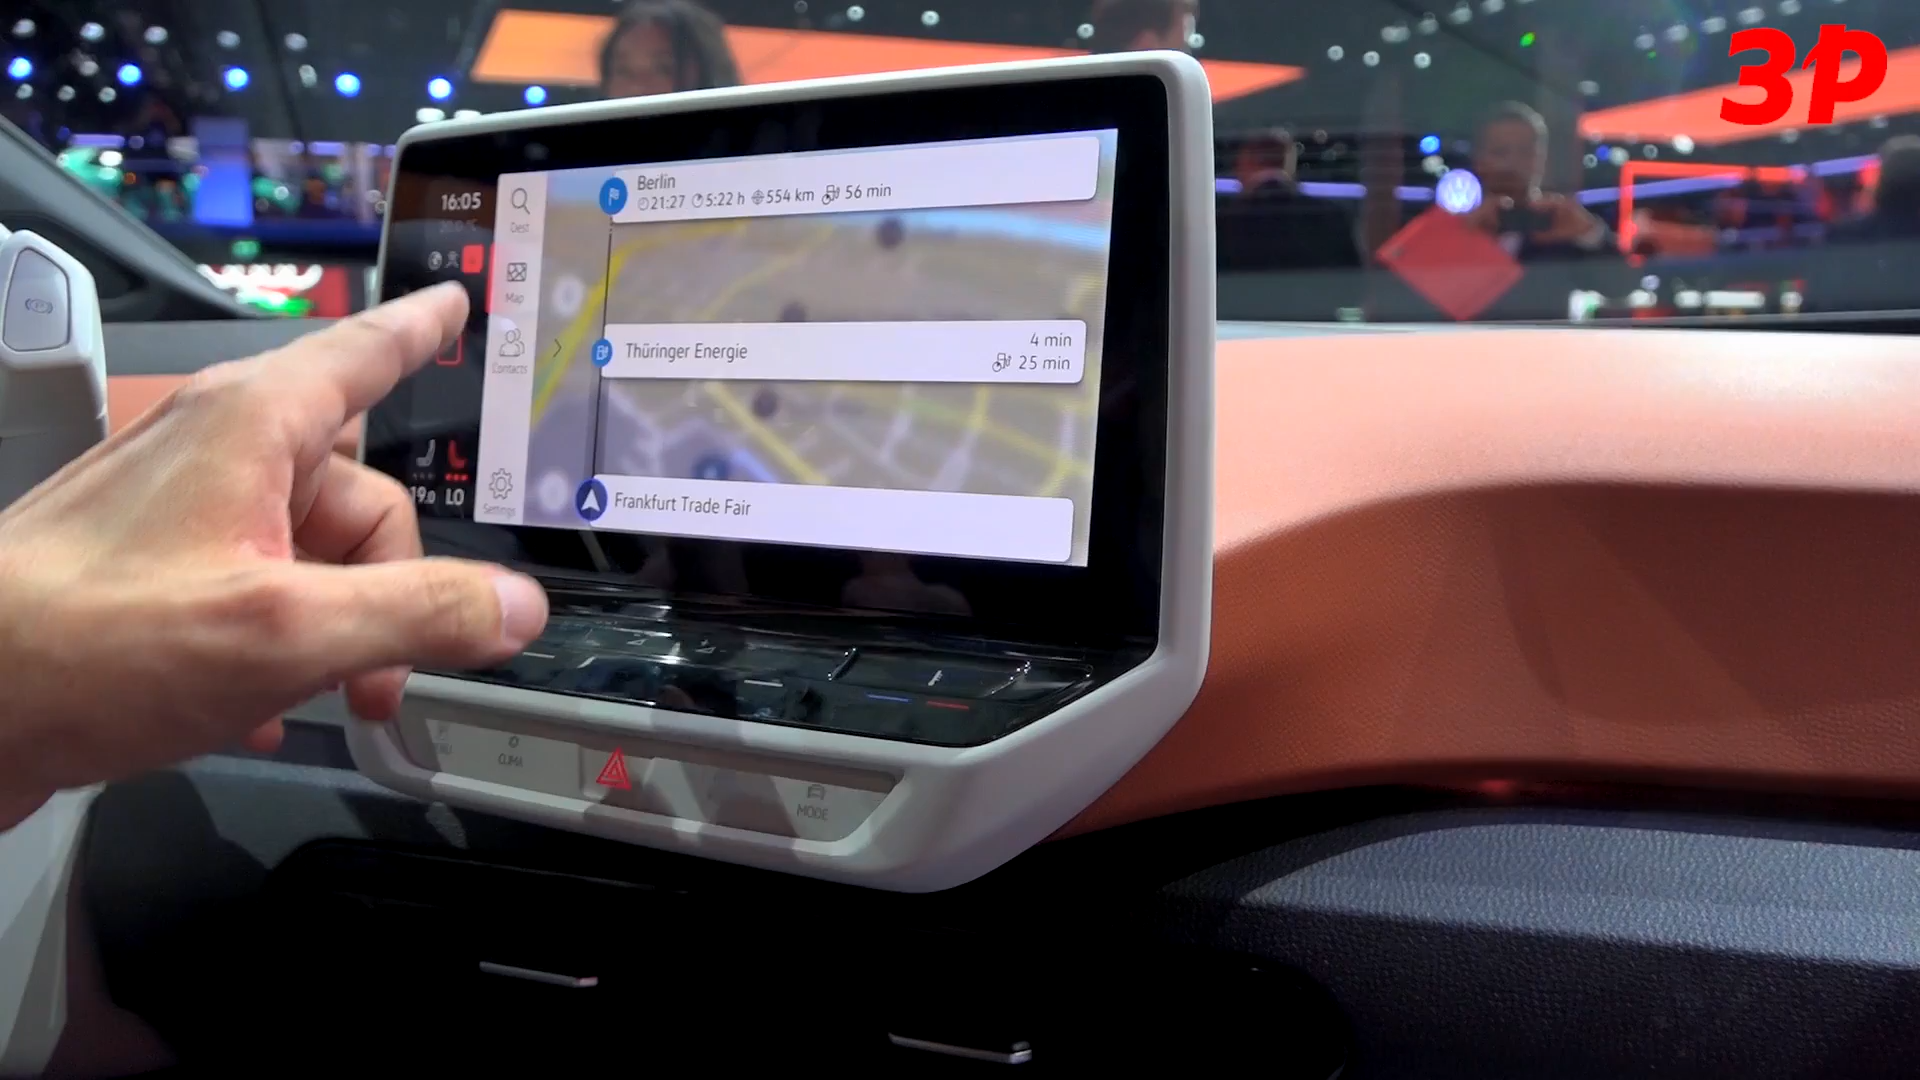 3P
16:05
Dest
Map
Contacts
Settings
Berlin
21:27 5:22 h 554 km 56 min
Thüringer Energie
4 min
25 min
Frankfurt Trade Fair
19.0 LO
CLIMA
MODE